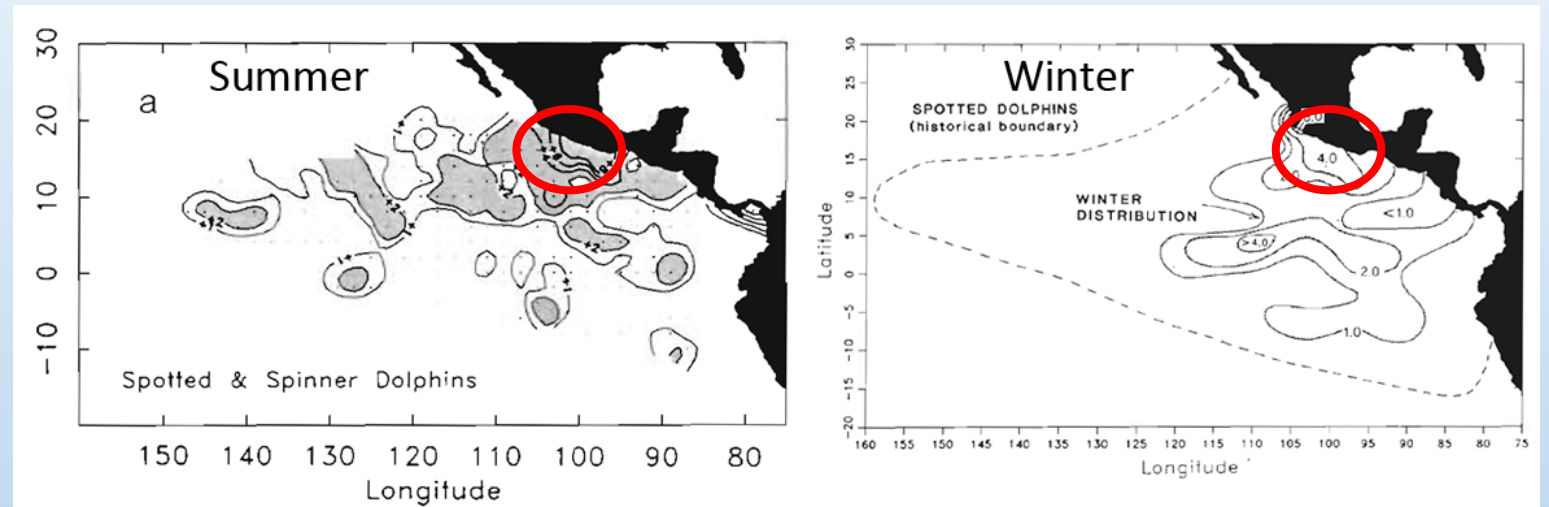 Summer
a
30
20
10
0
-10
Spotted & Spinner Dolphins
150 140 130 120 110 100 90 80
Longitude
Winter
SPOTTED DOLPHINS
(historical boundary)
4.0
WINTER
DISTRIBUTION
<1.0
>4.0
2.0
1.0
Latitude
30
25
20
15
10
5
0
-5
-10
-15
-20
160 155 150 145 140 135 130 125 120 115 110 105 100 95 90 85 80 75
Longitude